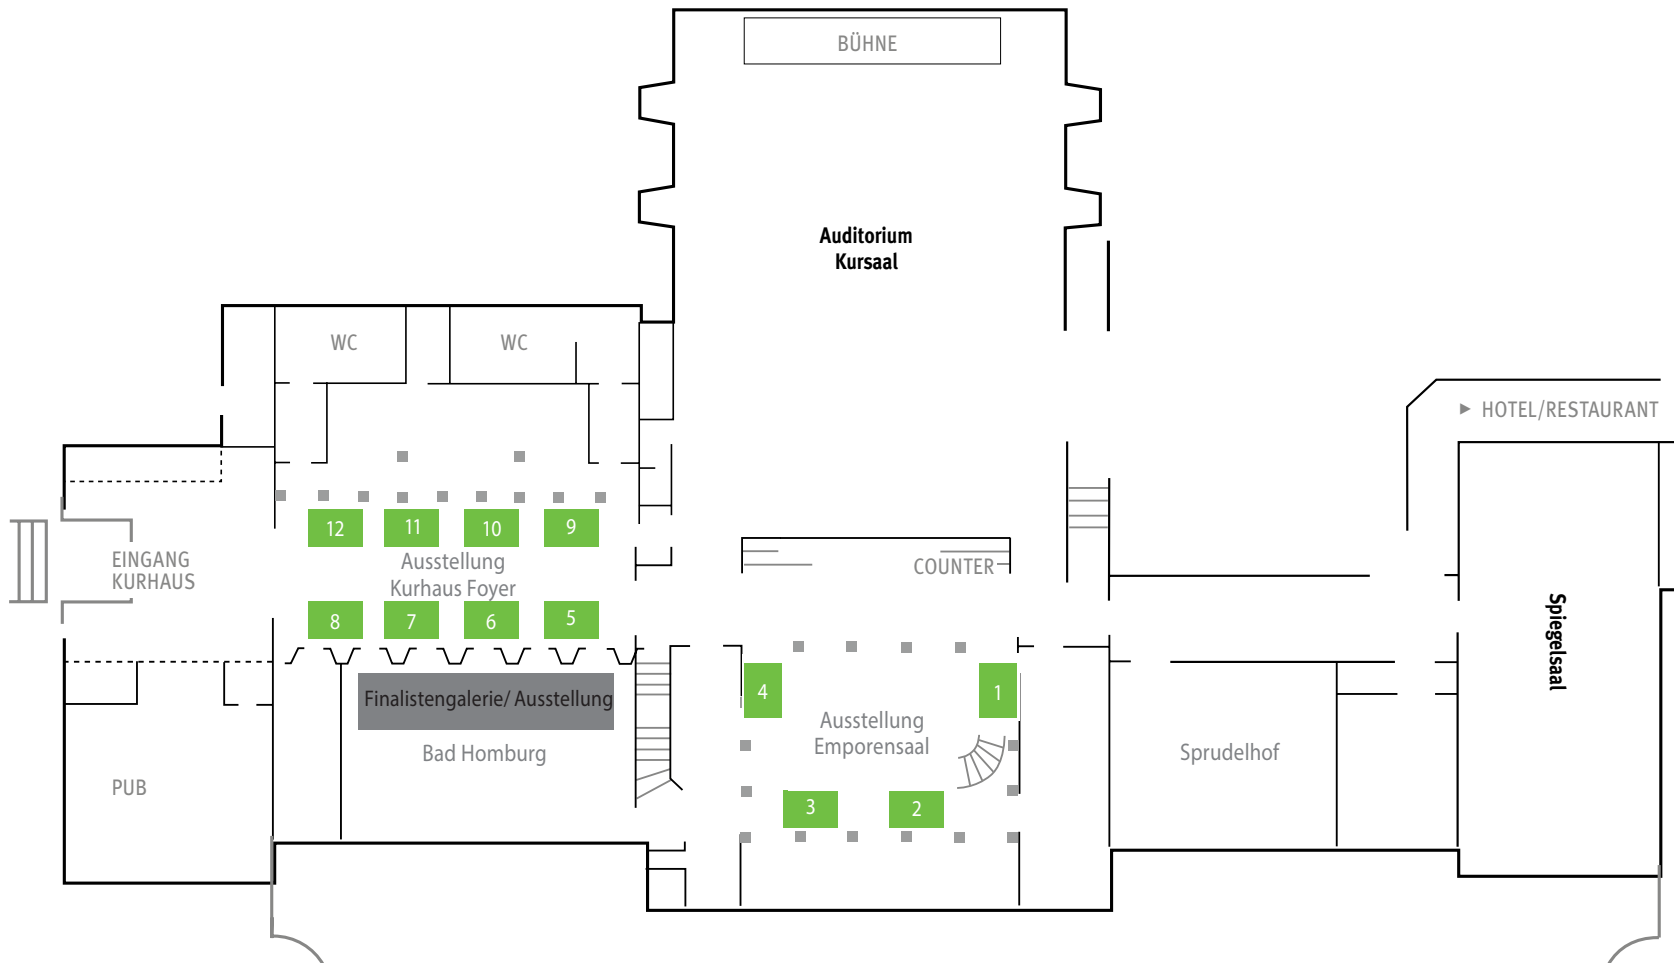 BÜHNE
Auditorium
Kursaal
WC
WC
► HOTEL/RESTAURANT
12
11
10
9
EINGANG
KURHAUS
Ausstellung
Kurhaus Foyer
COUNTER
8
7
6
5
Spiegelsaal
Finalistengalerie/ Ausstellung
4
1
Ausstellung
Emporensaal
Bad Homburg
Sprudelhof
PUB
3
2